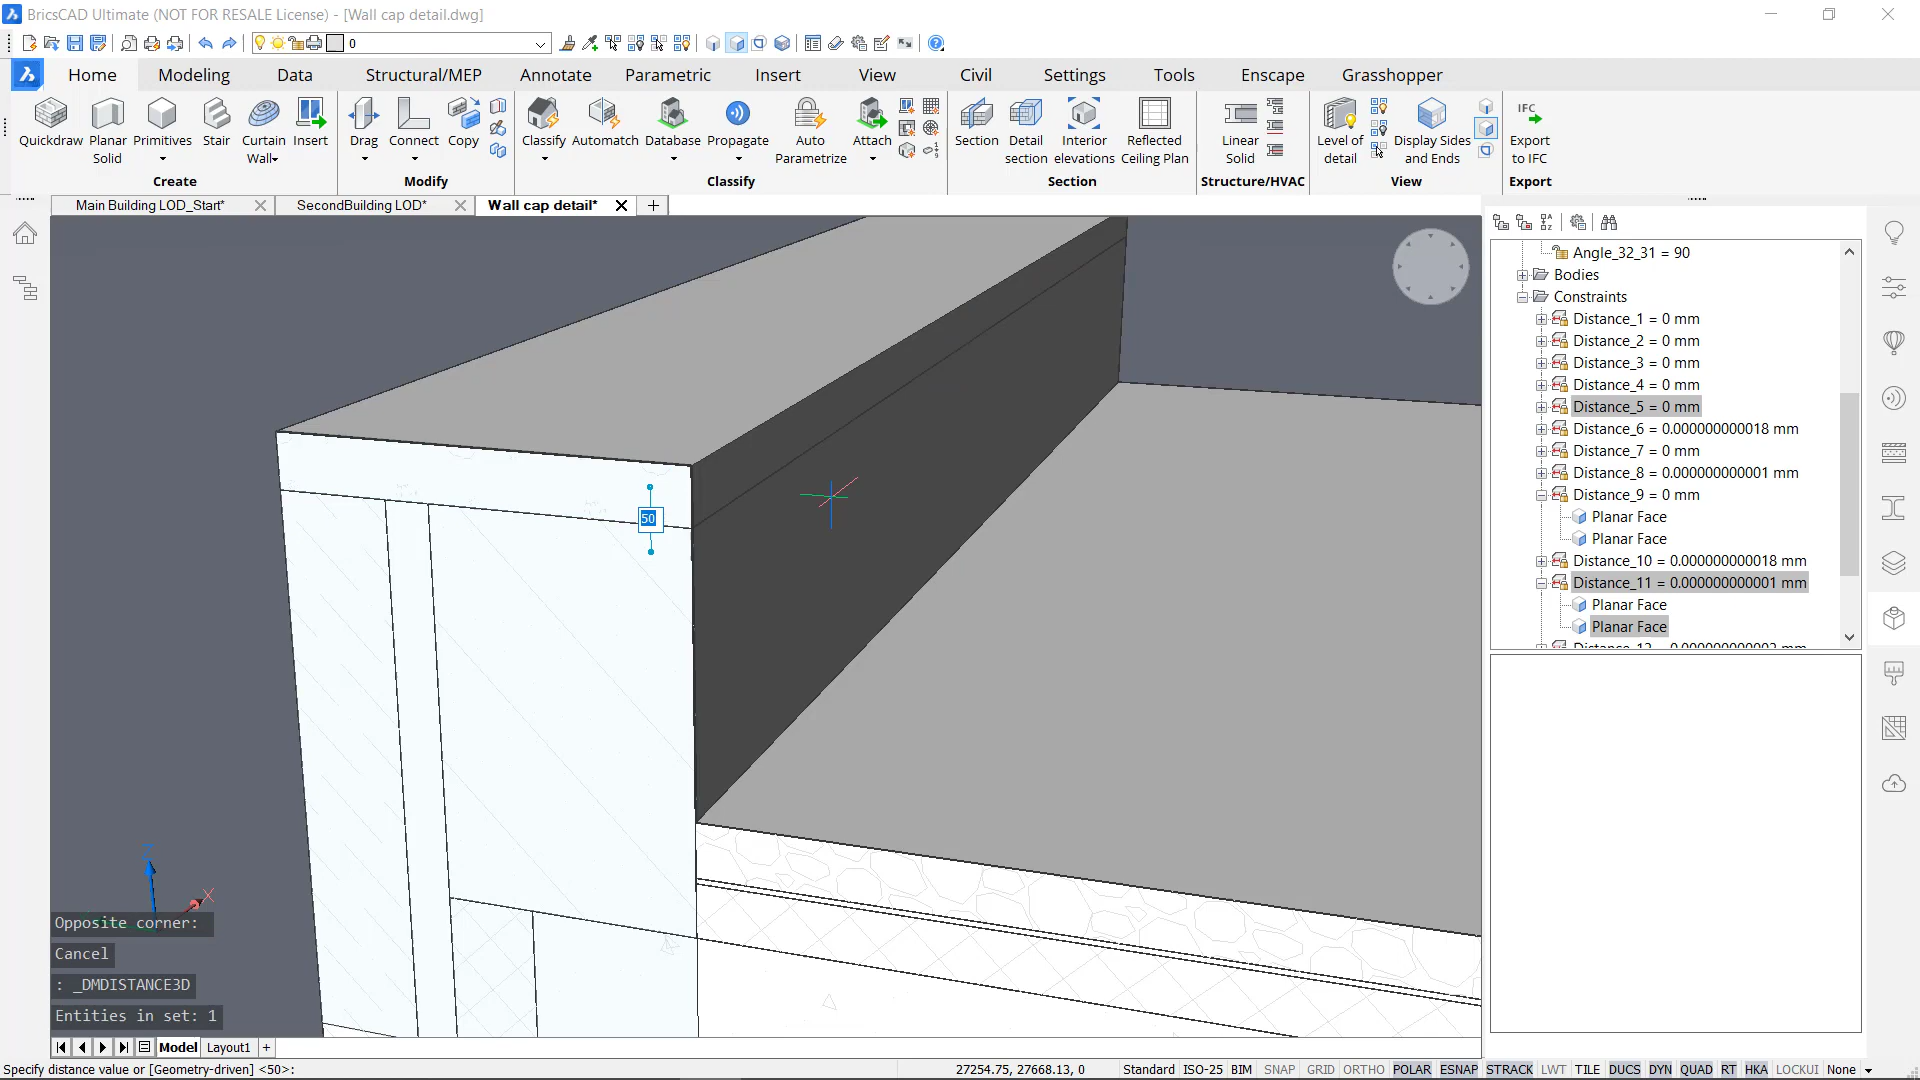 BricsCAD Ultimate (NOT FOR RESALE License) - [Wall cap detail.dwg]
0
Home Modeling Data Structural/MEP Annotate Parametric Insert View Civil Settings Tools Enscape Grasshopper
Quickdraw Planar Solid Primitives Stair Curtain Wall Insert
Create
Drag Connect Copy
Modify
Classify Automatch Database Propagate Auto Parametrize Attach
Classify
Section Detail section Interior elevations Reflected Ceiling Plan
Section
Linear Solid
Structure/HVAC
Level of detail Display Sides and Ends
View
IFC
Export to IFC
Export
Main Building LOD_Start* SecondBuilding LOD* Wall cap detail*
Angle_32_31 = 90
Bodies
Constraints
Distance_1 = 0 mm
Distance_2 = 0 mm
Distance_3 = 0 mm
Distance_4 = 0 mm
Distance_5 = 0 mm
Distance_6 = 0.000000000018 mm
Distance_7 = 0 mm
Distance_8 = 0.000000000001 mm
Distance_9 = 0 mm
Planar Face
Planar Face
Distance_10 = 0.000000000018 mm
Distance_11 = 0.000000000001 mm
Planar Face
Planar Face
50
Z
X
Opposite corner:
Cancel
: _DMDISTANCE3D
Entities in set: 1
Model Layout1 +
Specify distance value or [Geometry-driven] <50>:
27254.75, 27668.13, 0 Standard ISO-25 BIM SNAP GRID ORTHO POLAR ESNAP STRACK LWT TILE DUCS DYN QUAD RT HKA LOCKUI None